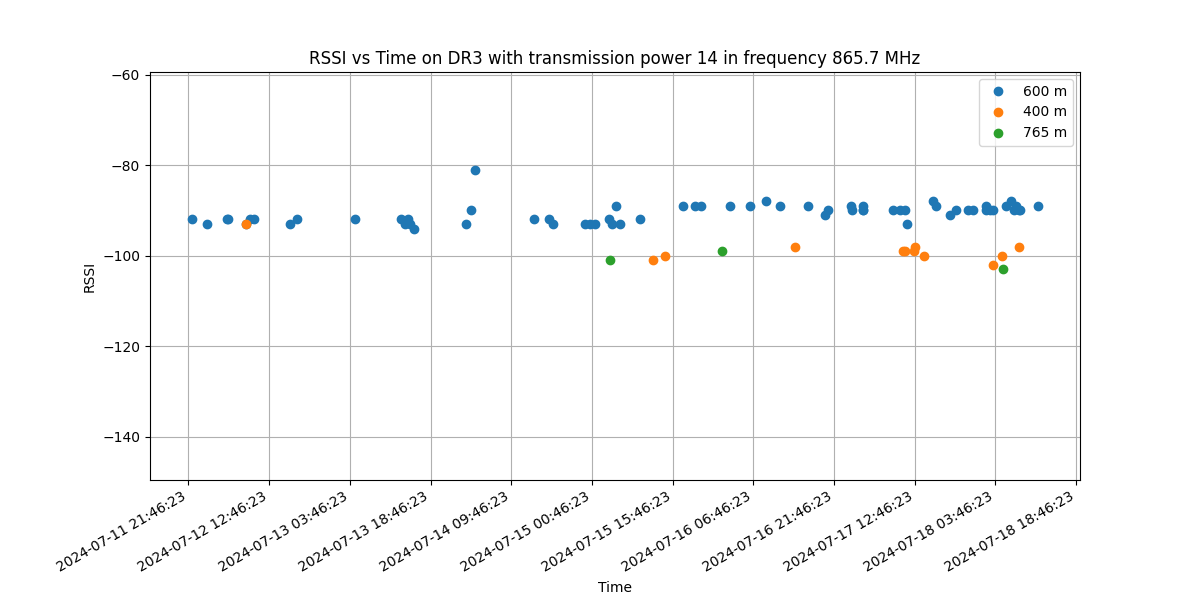 RSSI vs Time on DR3 with transmission power 14 in frequency 865.7 MHz
600 m
400 m
765 m
−60
−80
−100
−120
−140
RSSI
2024-07-11 21:46:23
2024-07-12 12:46:23
2024-07-13 03:46:23
2024-07-13 18:46:23
2024-07-14 09:46:23
2024-07-15 00:46:23
2024-07-15 15:46:23
2024-07-16 06:46:23
2024-07-16 21:46:23
2024-07-17 12:46:23
2024-07-18 03:46:23
2024-07-18 18:46:23
Time